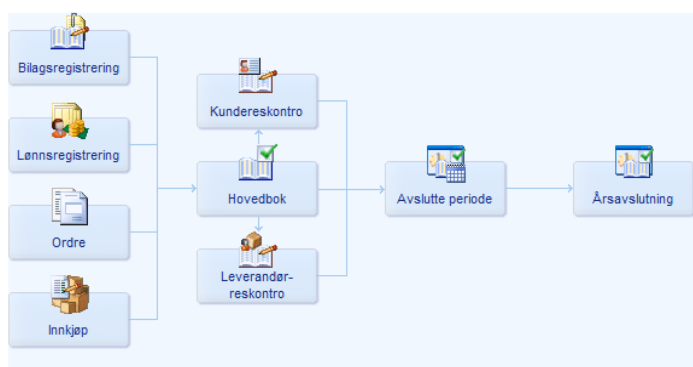 Bilagsregistrering
Lønnsregistrering
Ordre
Innkjøp
Kundereskontro
Hovedbok
Leverandør-
reskontro
Avslutte periode
Årsavslutning